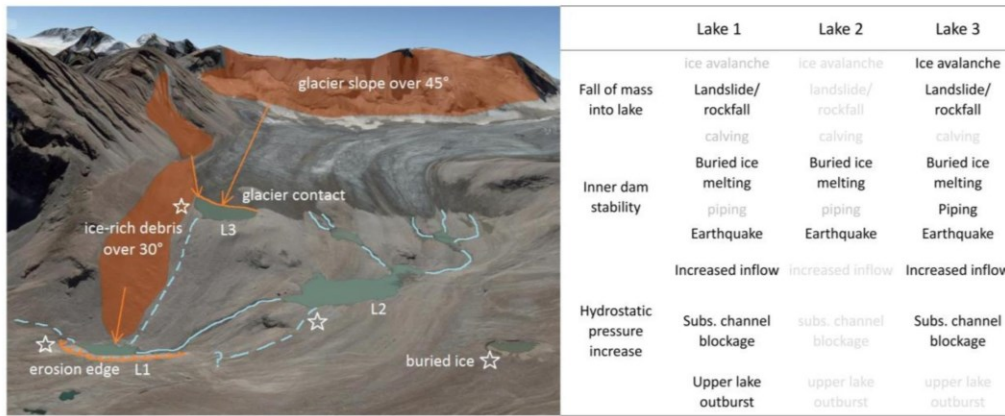 glacier slope over 45°
glacier contact
ice-rich debris
over 30°
L3
L2
?
buried ice
erosion edge
L1
Lake 1 Lake 2 Lake 3
ice avalanche ice avalanche Ice avalanche
Fall of mass
into lake
Landslide/
rockfall
landslide/
rockfall
Landslide/
rockfall
calving calving calving
Inner dam
stability
Buried ice
melting
Buried ice
melting
Buried ice
melting
piping piping Piping
Earthquake Earthquake Earthquake
Hydrostatic
pressure
increase
Increased inflow increased inflow Increased inflow
Subs. channel
blockage
subs. channel
blockage
Subs. channel
blockage
Upper lake
outburst
upper lake
outburst
upper lake
outburst